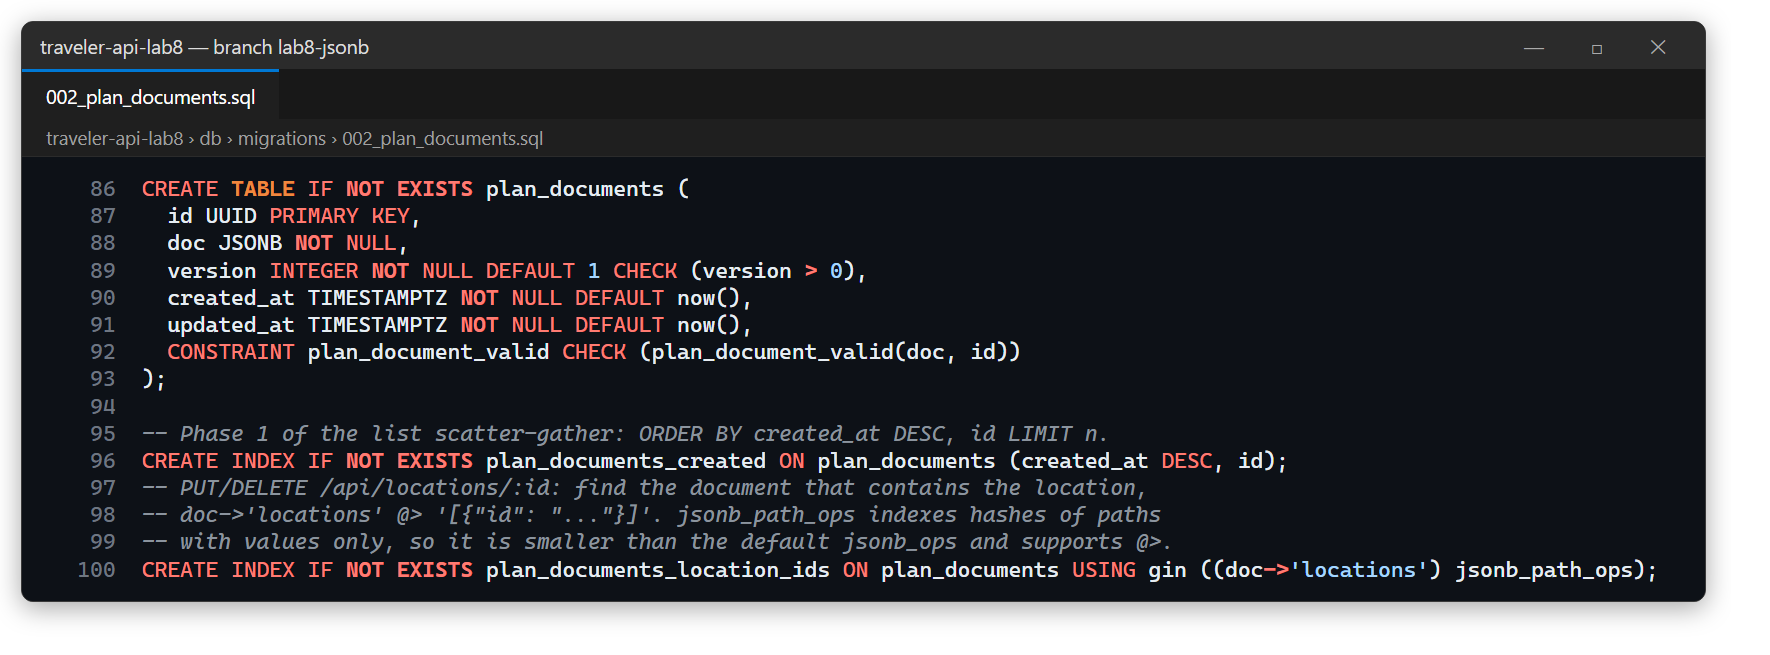 traveler-api-lab8 — branch lab8-jsonb
002_plan_documents.sql
traveler-api-lab8 › db › migrations › 002_plan_documents.sql
86 CREATE TABLE IF NOT EXISTS plan_documents (
87   id UUID PRIMARY KEY,
88   doc JSONB NOT NULL,
89   version INTEGER NOT NULL DEFAULT 1 CHECK (version > 0),
90   created_at TIMESTAMPTZ NOT NULL DEFAULT now(),
91   updated_at TIMESTAMPTZ NOT NULL DEFAULT now(),
92   CONSTRAINT plan_document_valid CHECK (plan_document_valid(doc, id))
93 );
94
95 -- Phase 1 of the list scatter-gather: ORDER BY created_at DESC, id LIMIT n.
96 CREATE INDEX IF NOT EXISTS plan_documents_created ON plan_documents (created_at DESC, id);
97 -- PUT/DELETE /api/locations/:id: find the document that contains the location,
98 -- doc->'locations' @> '[{"id": "..."}]'. jsonb_path_ops indexes hashes of paths
99 -- with values only, so it is smaller than the default jsonb_ops and supports @>.
100 CREATE INDEX IF NOT EXISTS plan_documents_location_ids ON plan_documents USING gin ((doc->'locations') jsonb_path_ops);